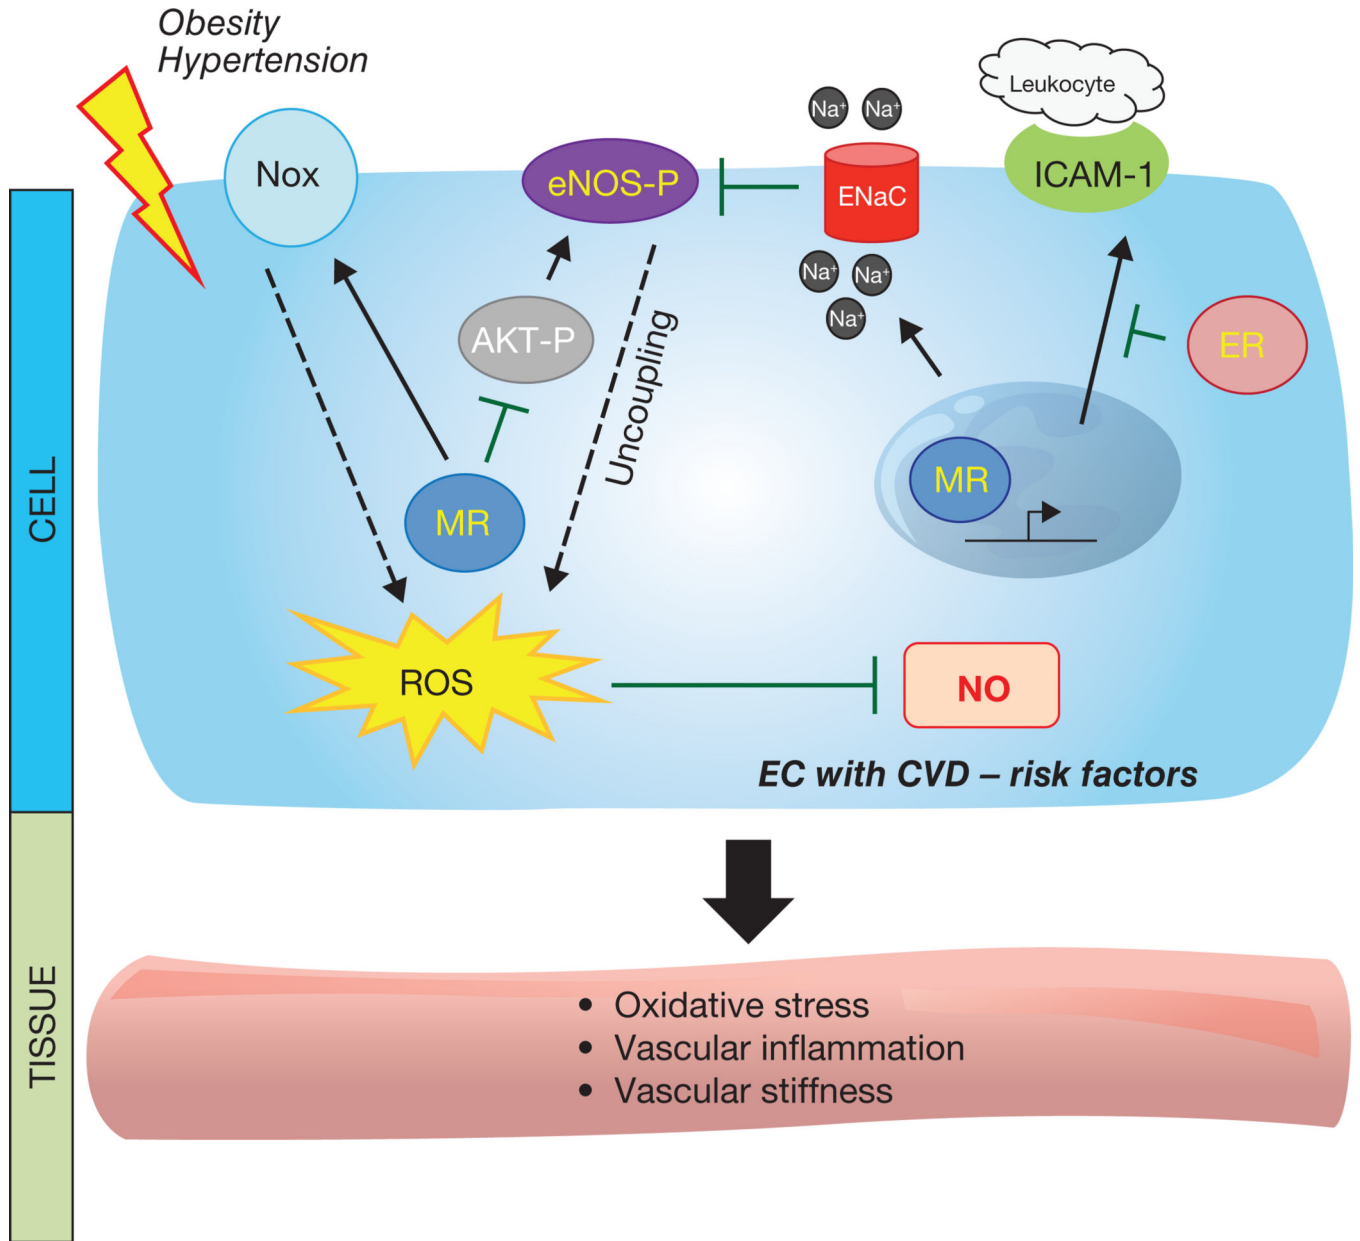 Obesity
Hypertension
Leukocyte
Na⁺
Na⁺
Nox
eNOS-P
ENaC
ICAM-1
Na⁺
Na⁺
Na⁺
AKT-P
Uncoupling
ER
MR
MR
CELL
ROS
NO
EC with CVD – risk factors
TISSUE
• Oxidative stress
• Vascular inflammation
• Vascular stiffness